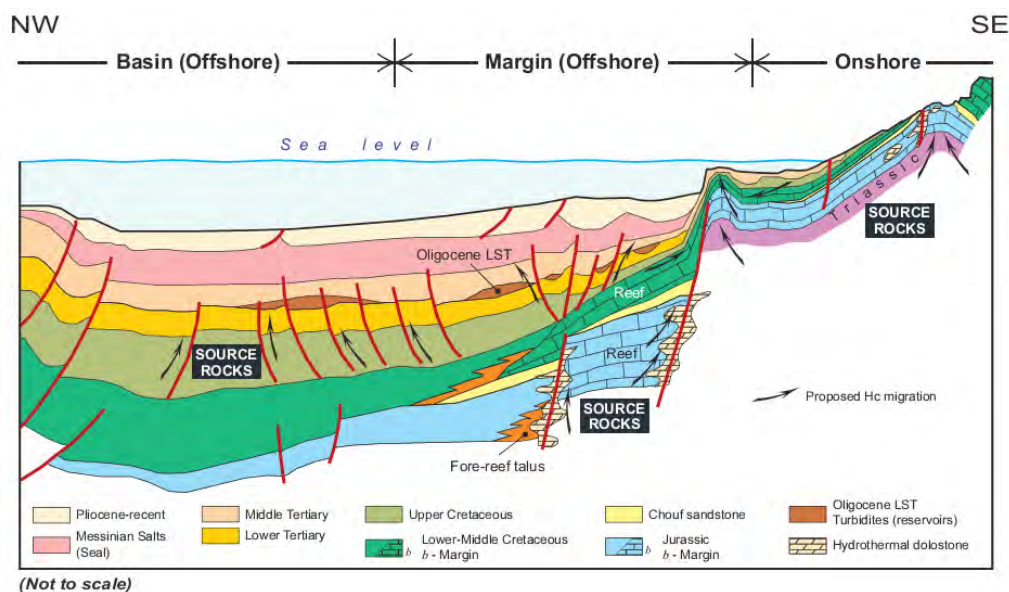 NW
SE
Basin (Offshore)
Margin (Offshore)
Onshore
Sea level
Triassic
SOURCE
ROCKS
Oligocene LST
Reef
Reef
SOURCE
ROCKS
SOURCE
ROCKS
Proposed Hc migration
Fore-reef talus
Pliocene-recent
Middle Tertiary
Upper Cretaceous
Chouf sandstone
Oligocene LST
Turbidites (reservoirs)
Messinian Salts
(Seal)
Lower Tertiary
Lower-Middle Cretaceous
b b - Margin
Jurassic
b b - Margin
Hydrothermal dolostone
(Not to scale)